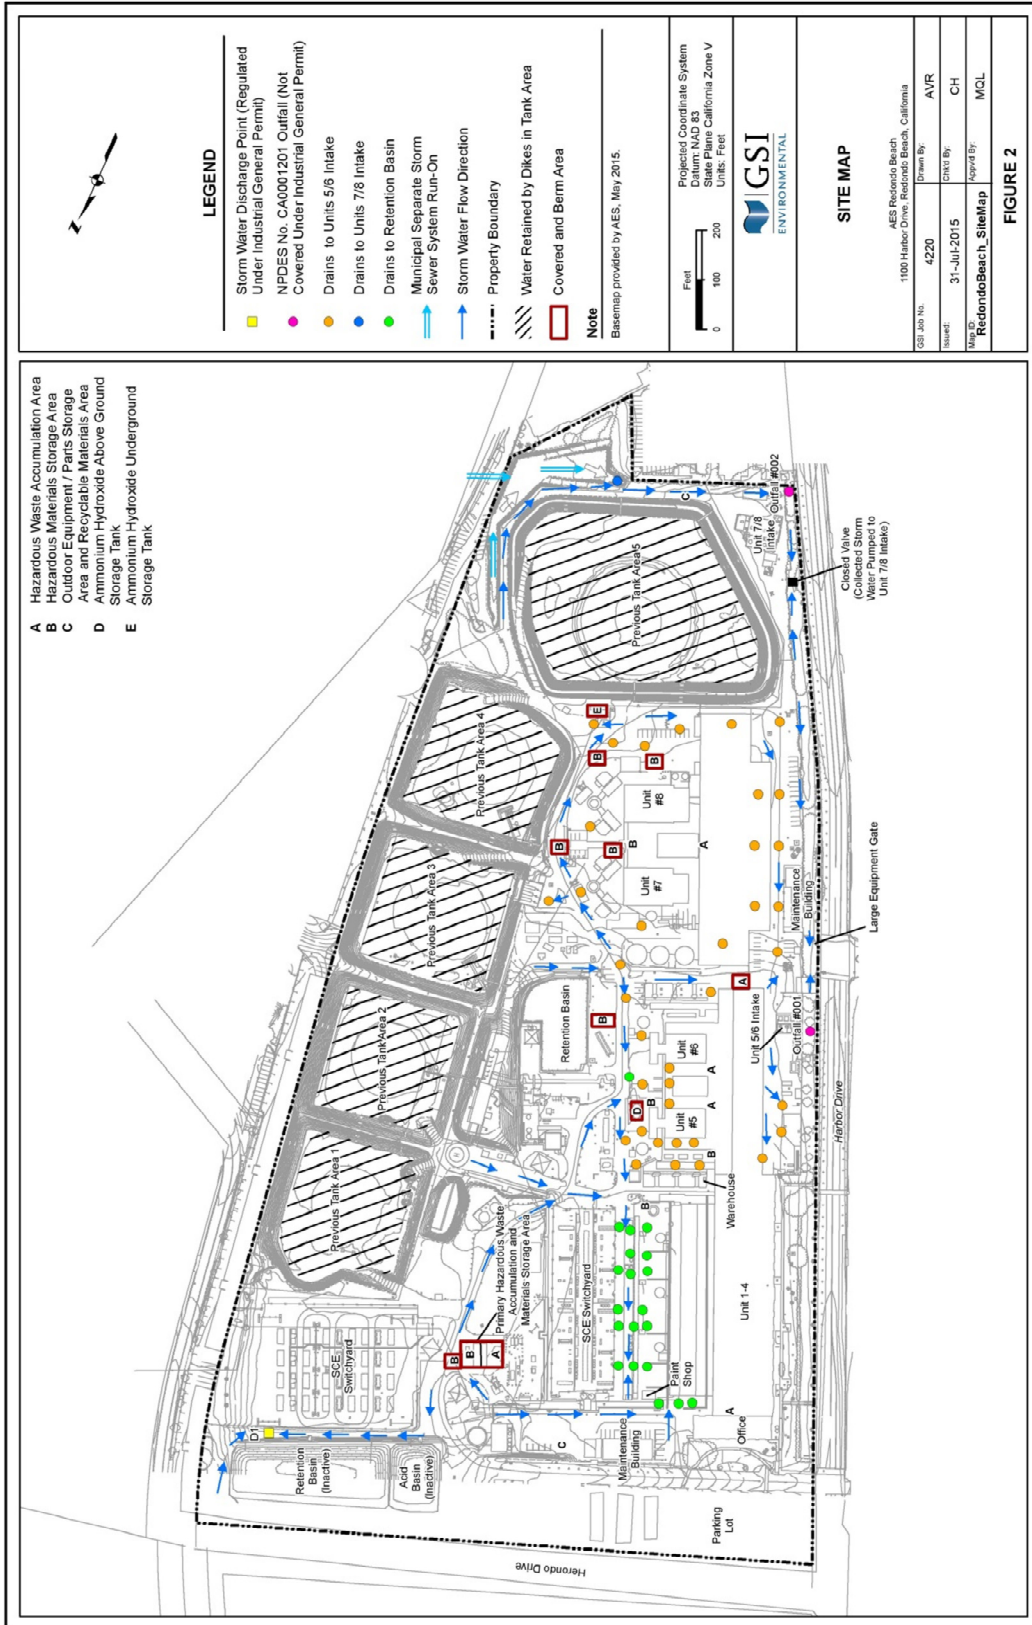 A Hazardous Waste Accumulation Area
B Hazardous Materials Storage Area
C Outdoor Equipment / Parts Storage
Area and Recyclable Materials Area
D Ammonium Hydroxide Above Ground
Storage Tank
E Ammonium Hydroxide Underground
Storage Tank
Herondo Drive
Parking
Lot
Retention
Basin
(Inactive)
Acid
Basin
(Inactive)
D1
SCE
Switchyard
C
Maintenance
Building
Office
A
Paint
Shop
B
B
A
Primary Hazardous Waste
Accumulation and
Materials Storage Area
SCE Switchyard
Unit 1-4
Previous Tank Area 1
Previous Tank Area 2
Previous Tank Area 3
Previous Tank Area 4
Previous Tank Area 5
Retention Basin
B
B
B
Warehouse
D
B
Unit
#5
A
Unit
#6
A
A
Unit 5/6 Intake
Outfall #001
Harbor Drive
Maintenance
Building
Large Equipment Gate
Unit
#7
Unit
#8
B
B
B
A
B
B
E
C
Unit 7/8
Intake
Outfall #002
Closed Valve
(Collected Storm
Water Pumped to
Unit 7/8 Intake)
N
LEGEND
Storm Water Discharge Point (Regulated
Under Industrial General Permit)
NPDES No. CA0001201 Outfall (Not
Covered Under Industrial General Permit)
Drains to Units 5/6 Intake
Drains to Units 7/8 Intake
Drains to Retention Basin
Municipal Separate Storm
Sewer System Run-On
Storm Water Flow Direction
Property Boundary
Water Retained by Dikes in Tank Area
Covered and Berm Area
Note
Basemap provided by AES, May 2015.
Feet
0 100 200
Projected Coordinate System
Datum: NAD 83
State Plane California Zone V
Units: Feet
GSI
ENVIRONMENTAL
SITE MAP
AES Redondo Beach
1100 Harbor Drive, Redondo Beach, California
GSI Job No. 4220 Drawn By: AVR
Issued: 31-Jul-2015 Chk'd By: CH
Map ID: RedondoBeach_SiteMap Appv'd By: MQL
FIGURE 2